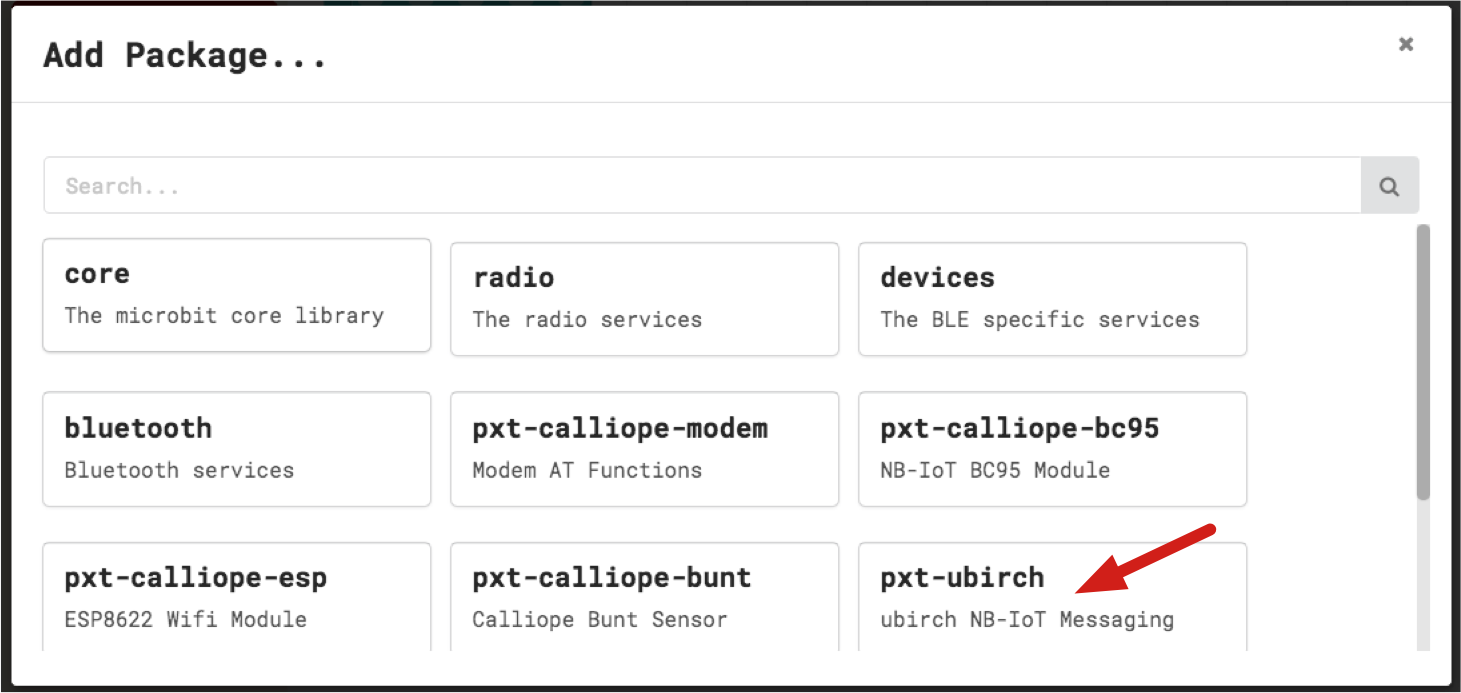 Add Package...
Search...
core
The microbit core library
radio
The radio services
devices
The BLE specific services
bluetooth
Bluetooth services
pxt-calliope-modem
Modem AT Functions
pxt-calliope-bc95
NB-IoT BC95 Module
pxt-calliope-esp
ESP8622 Wifi Module
pxt-calliope-bunt
Calliope Bunt Sensor
pxt-ubirch
ubirch NB-IoT Messaging